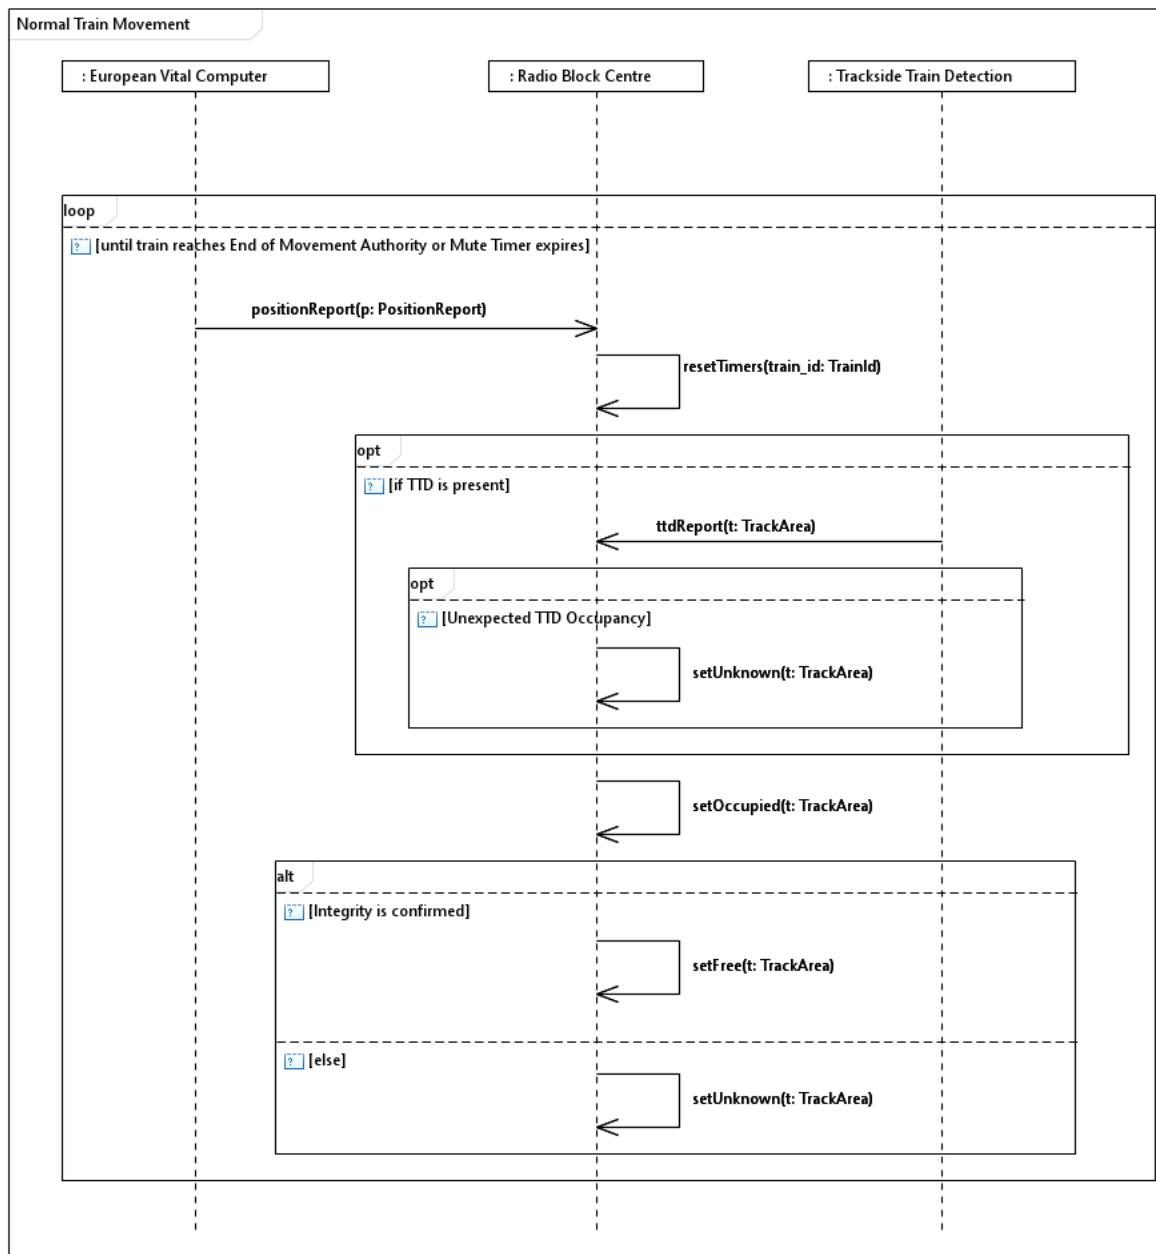 Normal Train Movement
: European Vital Computer
: Radio Block Centre
: Trackside Train Detection
loop
? [until train reaches End of Movement Authority or Mute Timer expires]
positionReport(p: PositionReport)
resetTimers(train_id: TrainId)
opt
? [if TTD is present]
ttdReport(t: TrackArea)
opt
? [Unexpected TTD Occupancy]
setUnknown(t: TrackArea)
setOccupied(t: TrackArea)
alt
? [Integrity is confirmed]
setFree(t: TrackArea)
? [else]
setUnknown(t: TrackArea)